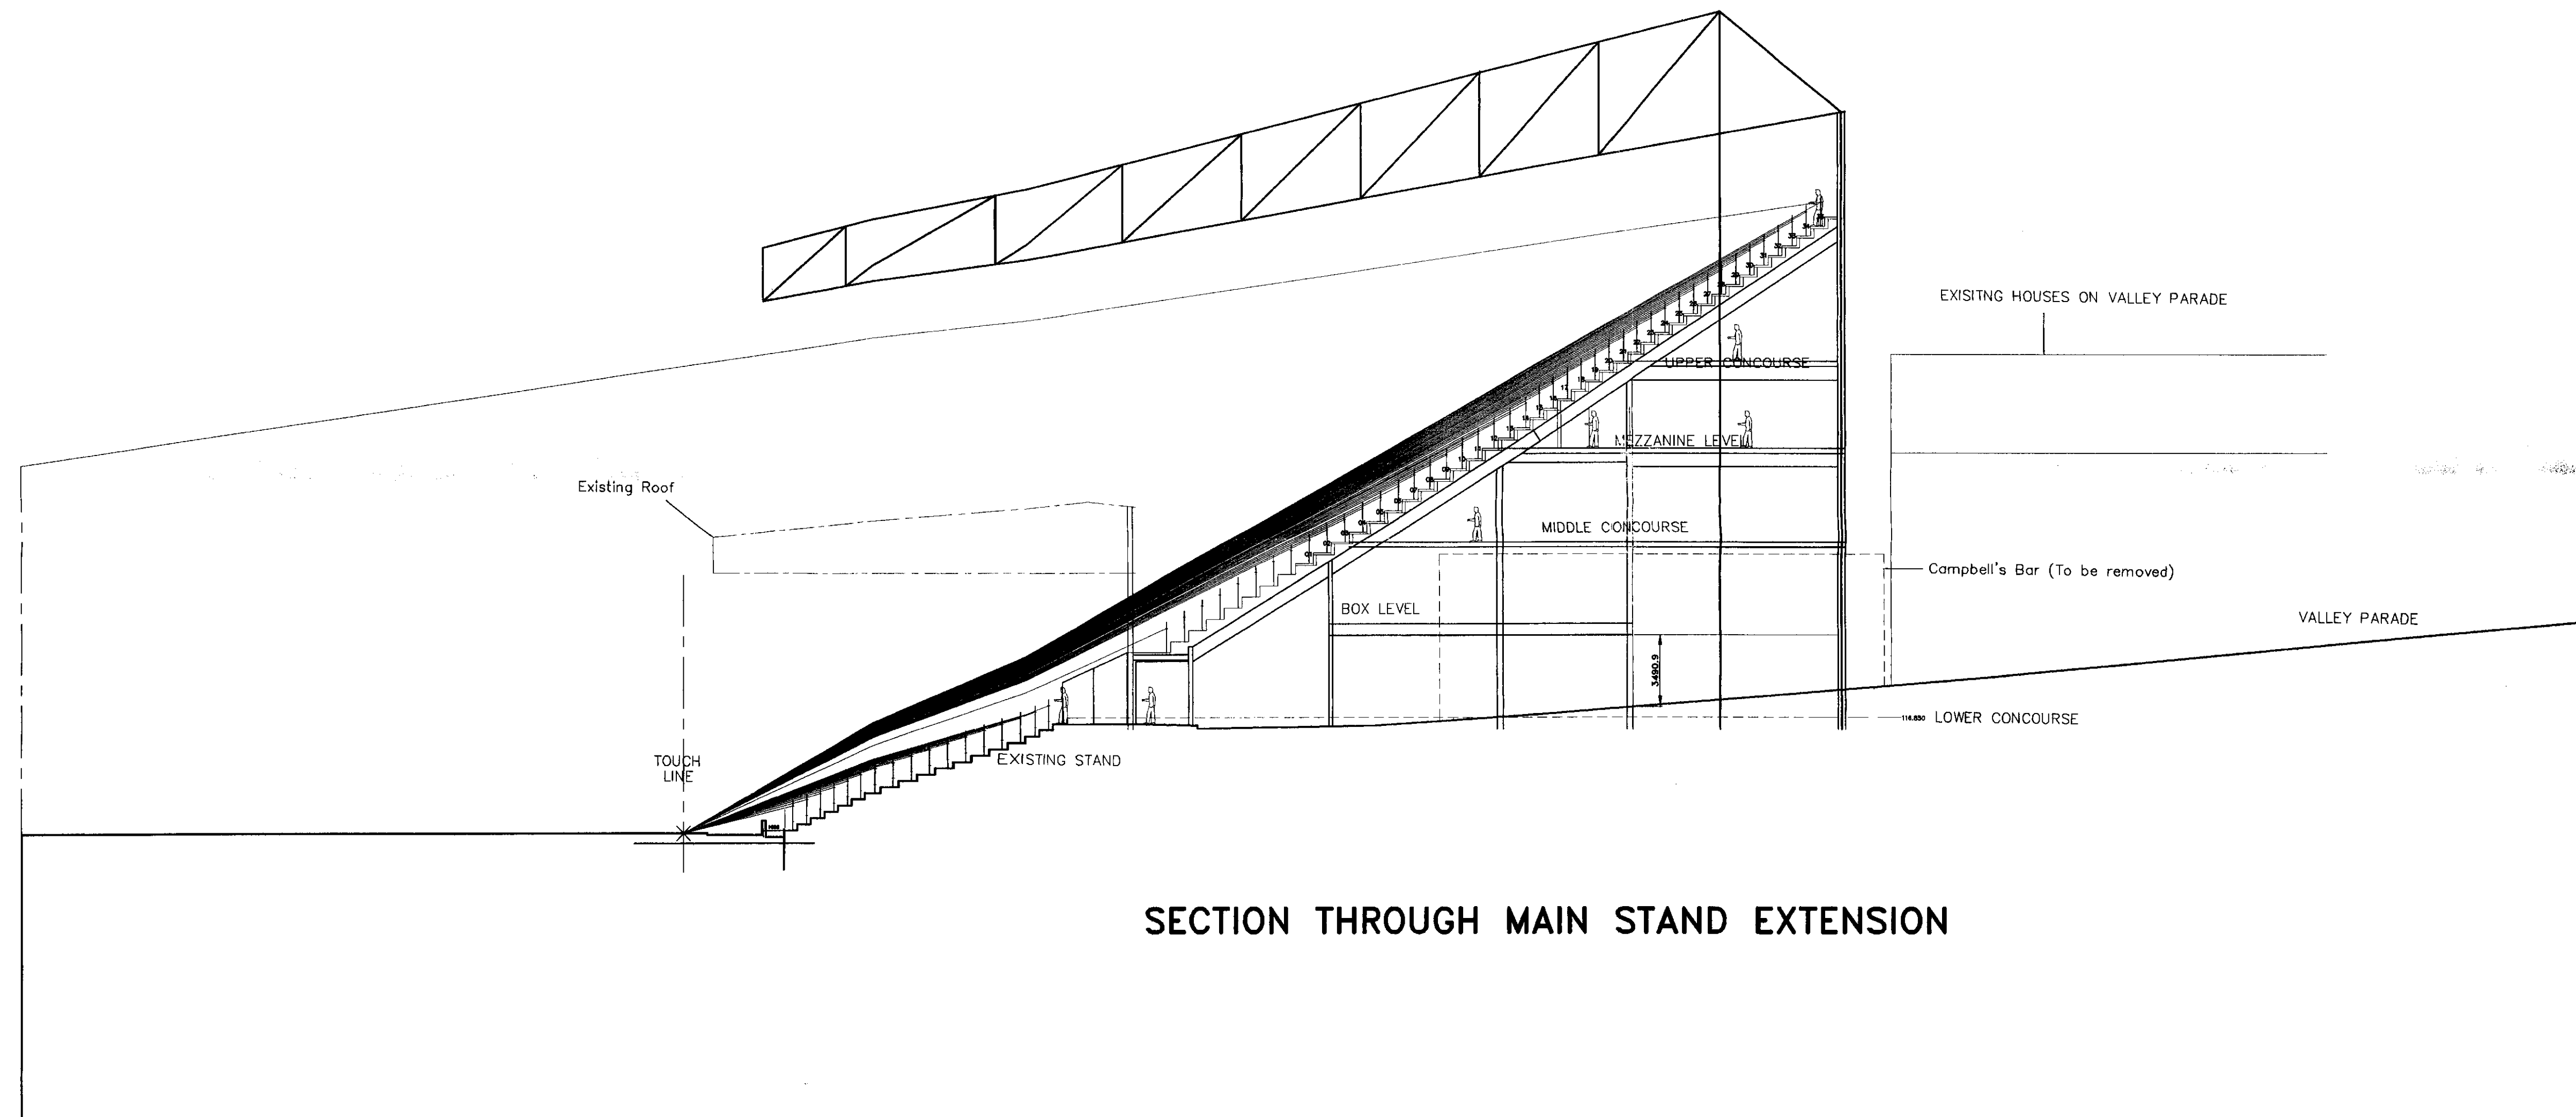 EXISITNG HOUSES ON VALLEY PARADE
UPPER CONCOURSE
MEZZANINE LEVEL
Existing Roof
MIDDLE CONCOURSE
Campbell's Bar (To be removed)
BOX LEVEL
VALLEY PARADE
3490.9
LOWER CONCOURSE
EXISTING STAND
TOUCH
LINE
SECTION THROUGH MAIN STAND EXTENSION